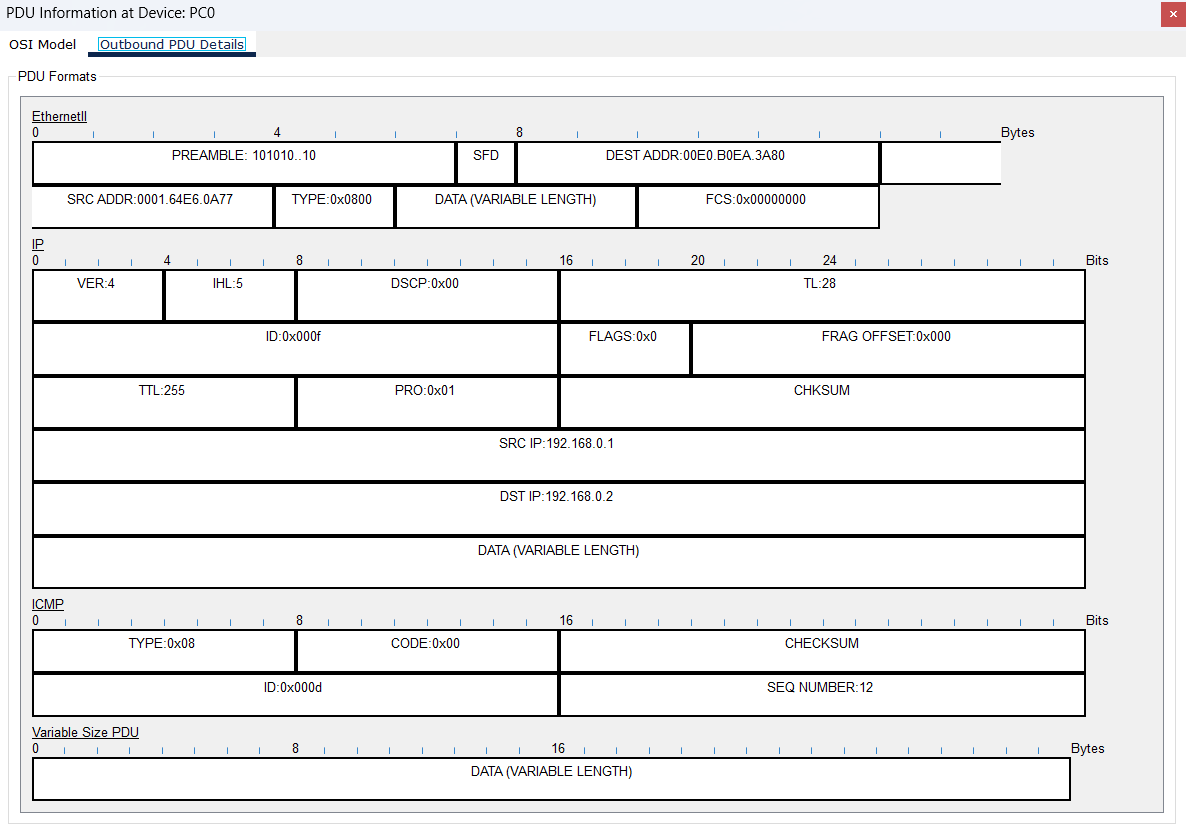 PDU Information at Device: PC0
×
OSI Model Outbound PDU Details
PDU Formats
EthernetII
0 4 8 Bytes
PREAMBLE: 101010..10 SFD DEST ADDR:00E0.B0EA.3A80
SRC ADDR:0001.64E6.0A77 TYPE:0x0800 DATA (VARIABLE LENGTH) FCS:0x00000000
IP
0 4 8 16 20 24 Bits
VER:4 IHL:5 DSCP:0x00 TL:28
ID:0x000f FLAGS:0x0 FRAG OFFSET:0x000
TTL:255 PRO:0x01 CHKSUM
SRC IP:192.168.0.1
DST IP:192.168.0.2
DATA (VARIABLE LENGTH)
ICMP
0 8 16 Bits
TYPE:0x08 CODE:0x00 CHECKSUM
ID:0x000d SEQ NUMBER:12
Variable Size PDU
0 8 16 Bytes
DATA (VARIABLE LENGTH)